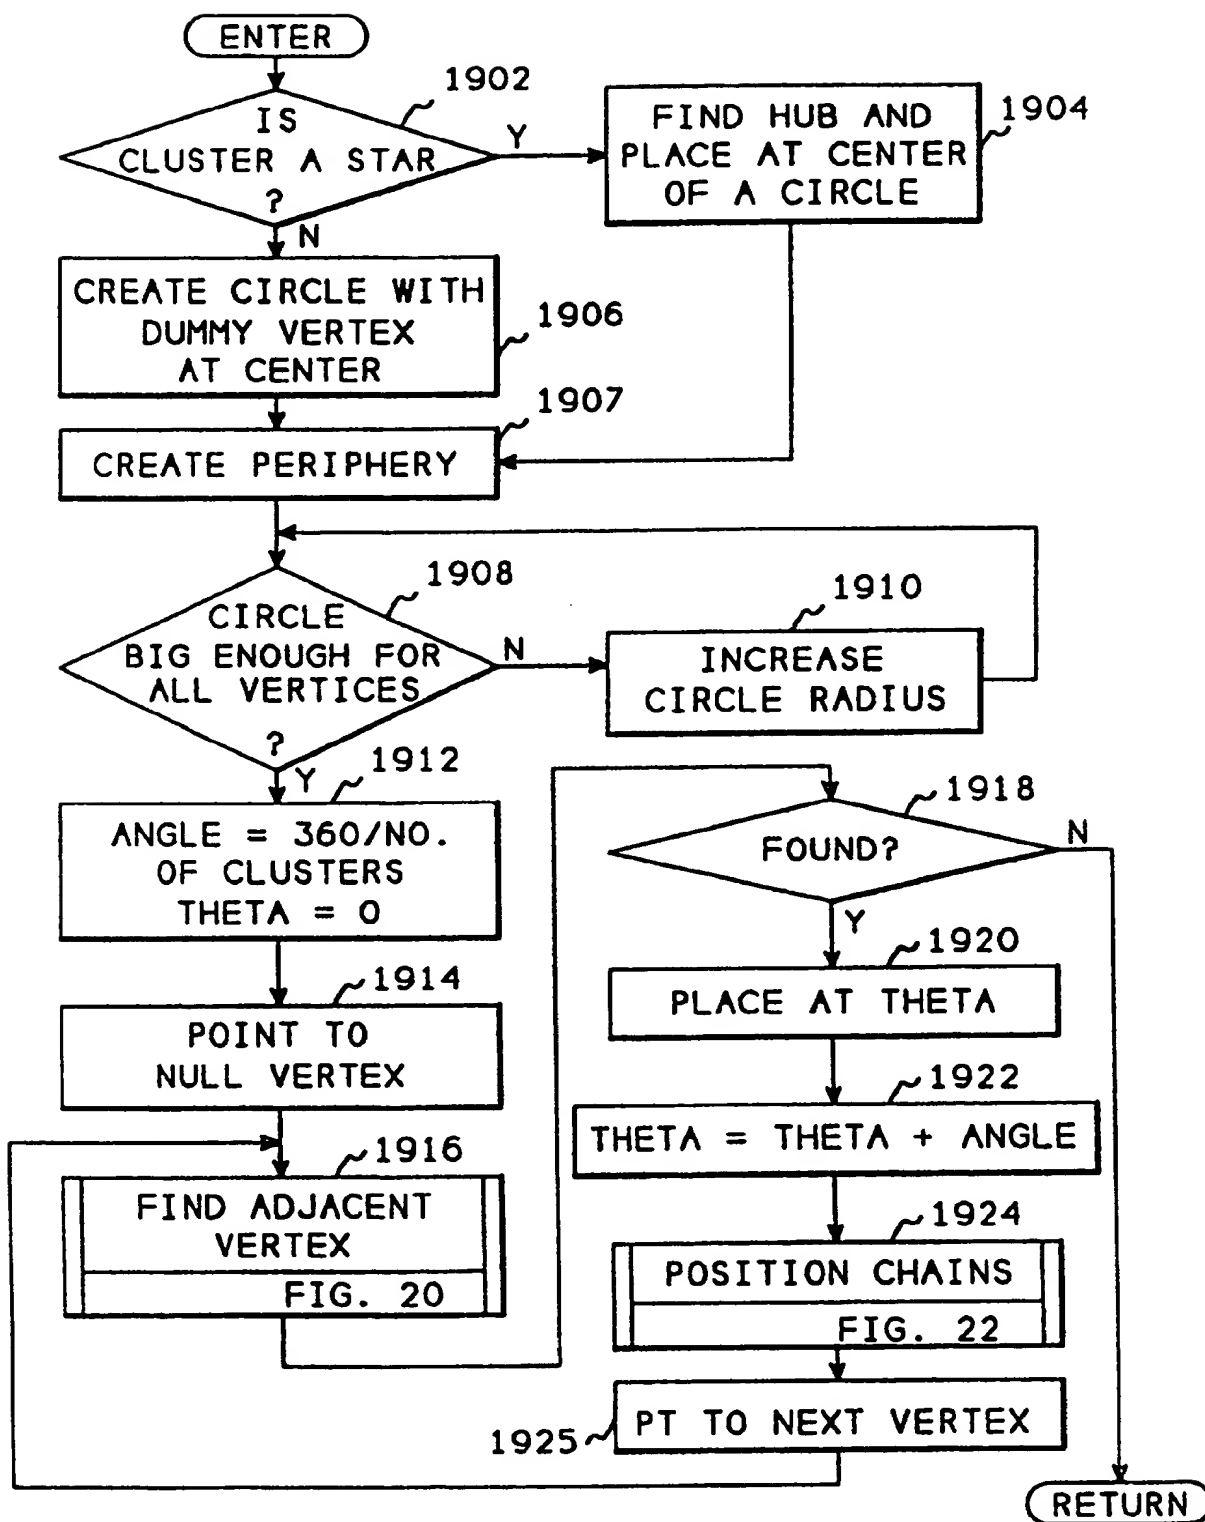 ENTER
1902
IS
CLUSTER A STAR
?
Y
N
FIND HUB AND
PLACE AT CENTER
OF A CIRCLE
1904
CREATE CIRCLE WITH
DUMMY VERTEX
AT CENTER
1906
1907
CREATE PERIPHERY
1908
CIRCLE
BIG ENOUGH FOR
ALL VERTICES
?
N
Y
1910
INCREASE
CIRCLE RADIUS
1912
ANGLE = 360/NO.
OF CLUSTERS
THETA = 0
1914
POINT TO
NULL VERTEX
1916
FIND ADJACENT
VERTEX
FIG. 20
1918
FOUND?
N
Y
1920
PLACE AT THETA
1922
THETA = THETA + ANGLE
1924
POSITION CHAINS
FIG. 22
1925
PT TO NEXT VERTEX
RETURN